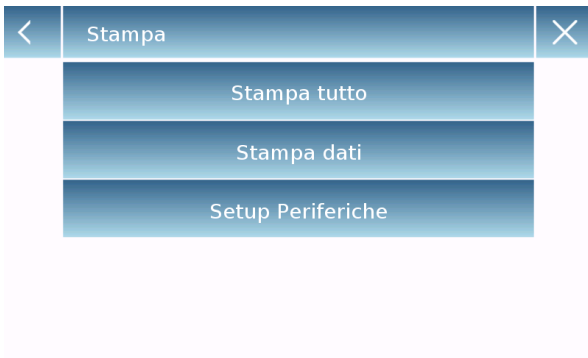 Stampa
Stampa tutto
Stampa dati
Setup Periferiche